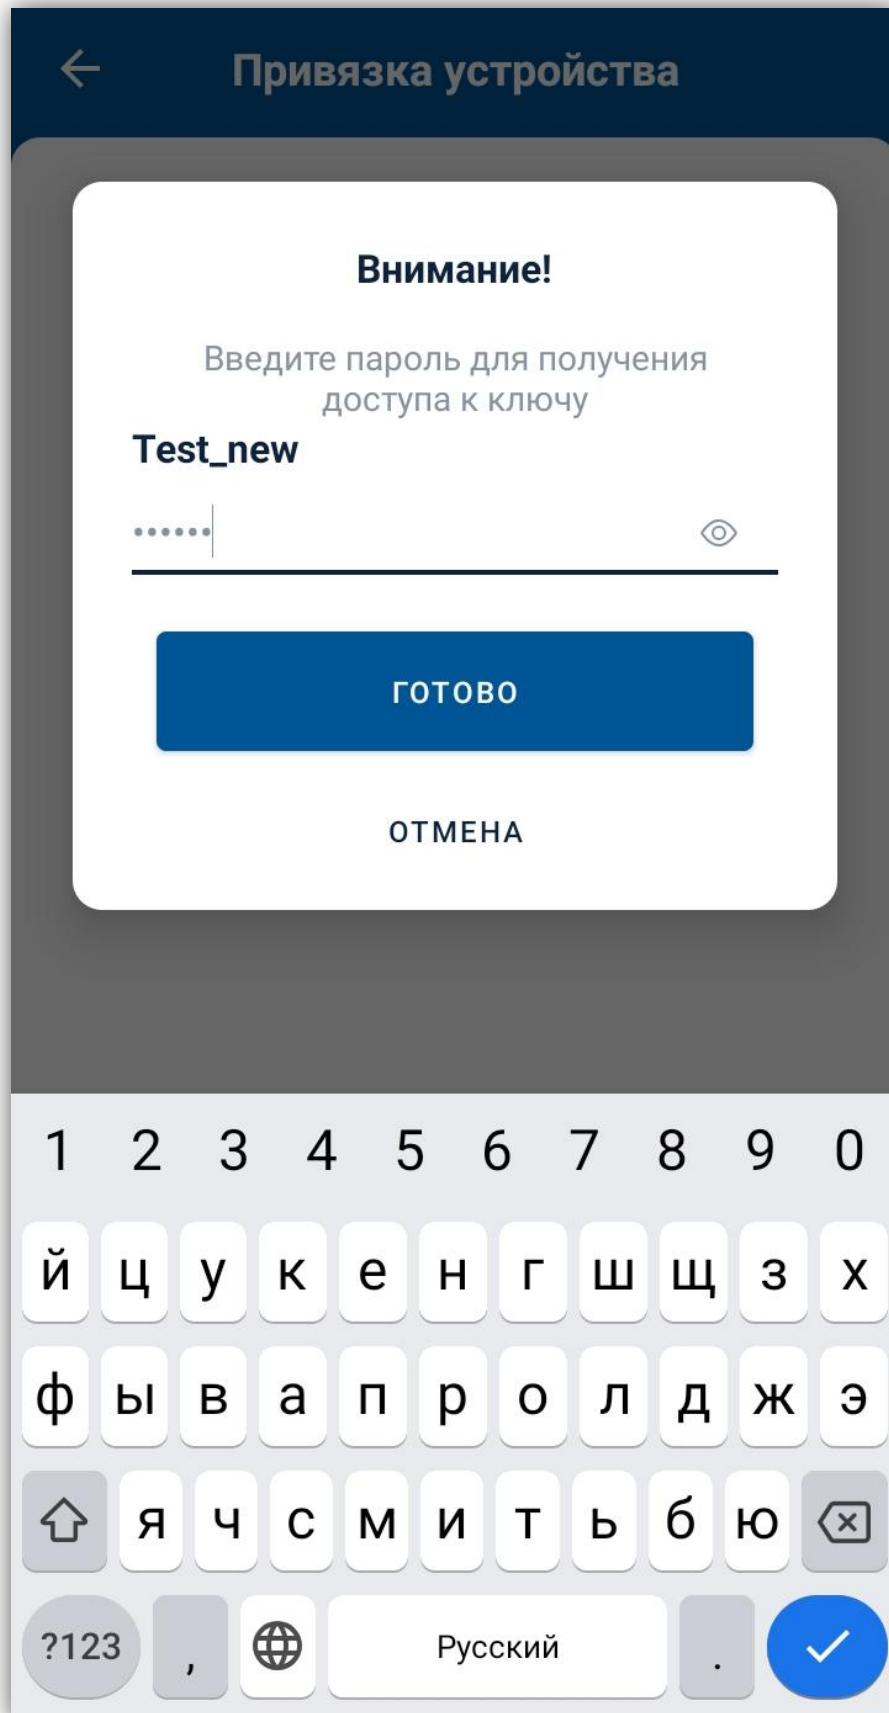 Привязка устройства
Внимание!
Введите пароль для получения
доступа к ключу
Test_new
••••••
ГОТОВО
ОТМЕНА
1 2 3 4 5 6 7 8 9 0
й ц у к е н г ш щ з х
ф ы в а п р о л д ж э
я ч с м и т ь б ю
?123 , Русский .